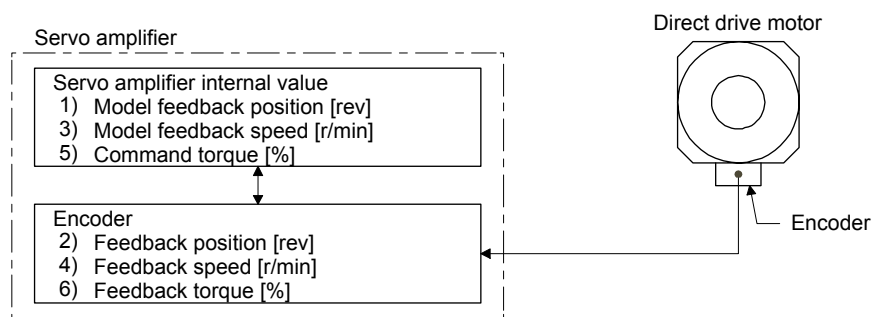 Servo amplifier
Servo amplifier internal value
1) Model feedback position [rev]
3) Model feedback speed [r/min]
5) Command torque [%]
Encoder
2) Feedback position [rev]
4) Feedback speed [r/min]
6) Feedback torque [%]
Direct drive motor
Encoder